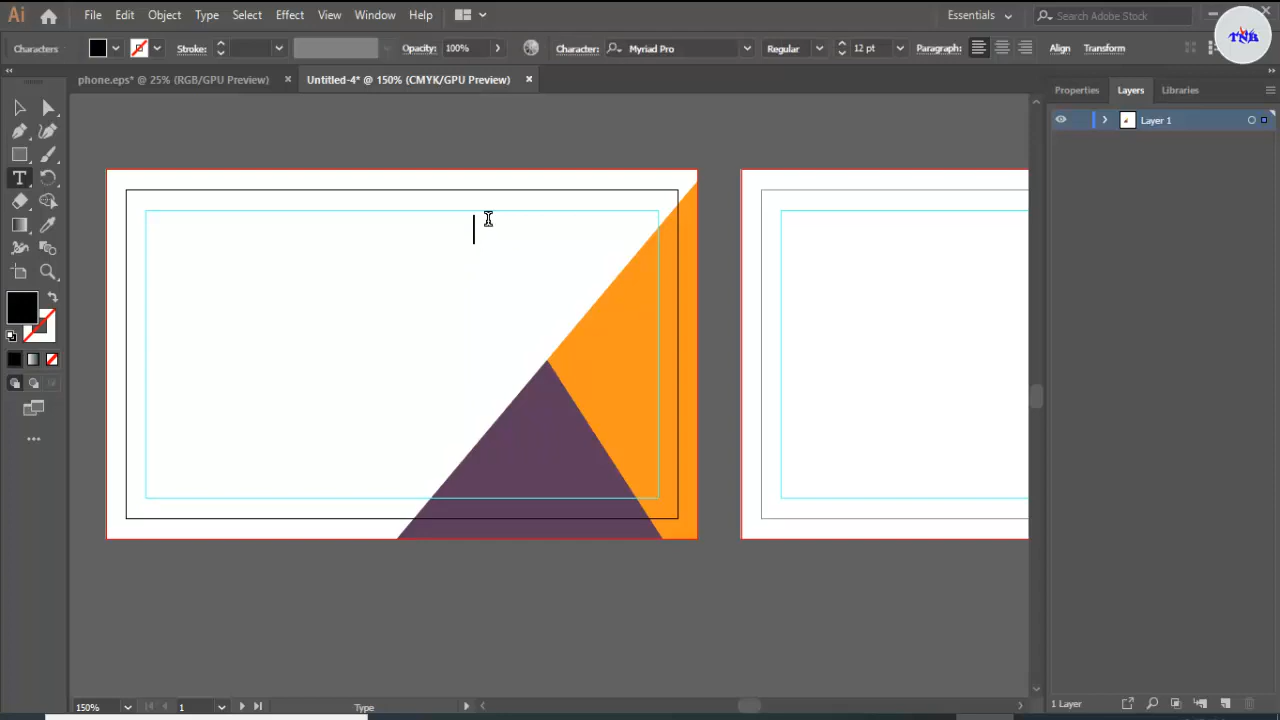 Ai File Edit Object Type Select Effect View Window Help Essentials Search Adobe Stock
Characters Stroke: Opacity: 100% Character: Myriad Pro Regular 12 pt Paragraph: Align Transform
TNR
phone.eps* @ 25% (RGB/GPU Preview) × Untitled-4* @ 150% (CMYK/GPU Preview) ×
Properties Layers Libraries
Layer 1
150% 1 Type 1 Layer